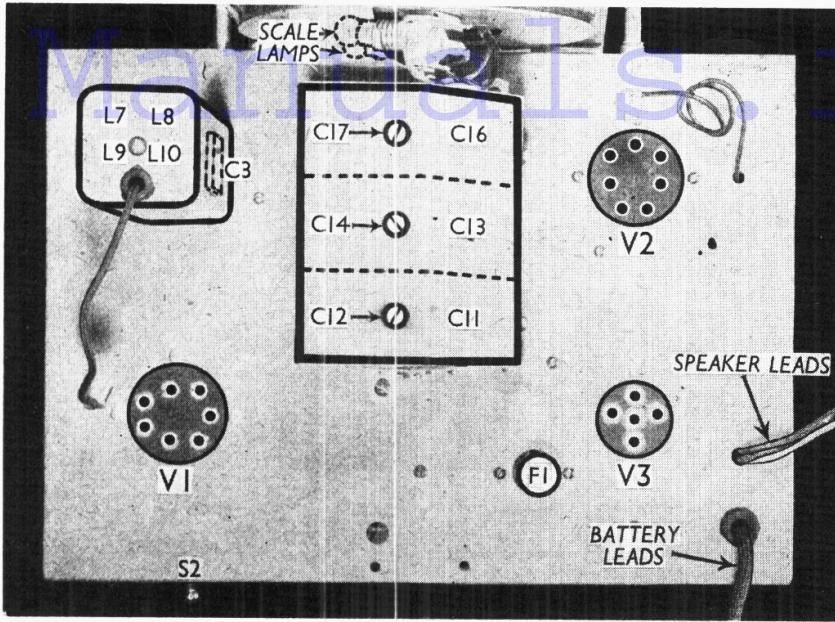 SCALE
LAMPS
Manuals.
L7 L8
L9 L10
C3
C17 C16
C14 C13
C12 C11
V2
V1
V3
F1
SPEAKER LEADS
BATTERY
LEADS
S2